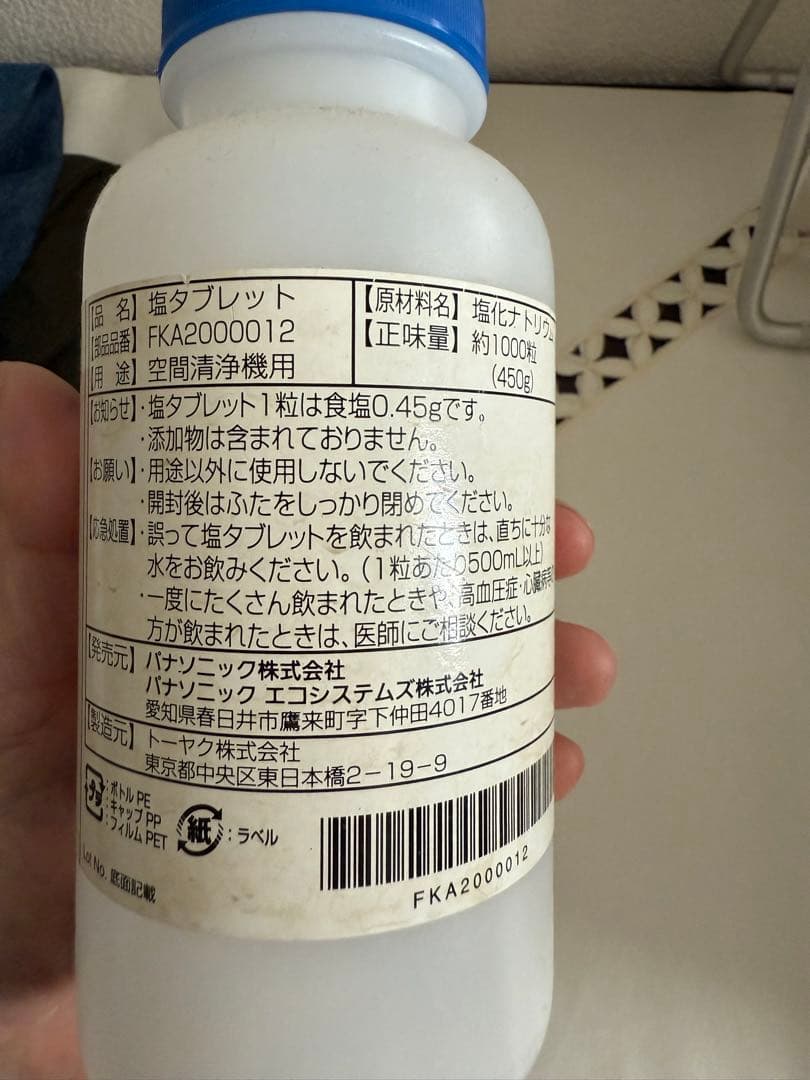 【品　名】塩タブレット
【部品品番】FKA2000012
【用　途】空間清浄機用
【原材料名】塩化ナトリウム
【正味量】約1000粒
(450g)
【お知らせ】・塩タブレット1粒は食塩0.45gです。
・添加物は含まれておりません。
【お願い】・用途以外に使用しないでください。
・開封後はふたをしっかり閉めてください。
【応急処置】・誤って塩タブレットを飲まれたときは、直ちに十分な
水をお飲みください。(1粒あたり500mL以上)
・一度にたくさん飲まれたときや、高血圧症・心臓病等
方が飲まれたときは、医師にご相談ください。
【発売元】パナソニック株式会社
パナソニック エコシステムズ株式会社
愛知県春日井市鷹来町字下仲田4017番地
【製造元】トーヤク株式会社
東京都中央区東日本橋2-19-9
プラ
:ボトル PE
:キャップ PP
:フィルム PET
紙
:ラベル
Lot No. 底面記載
FKA2000012